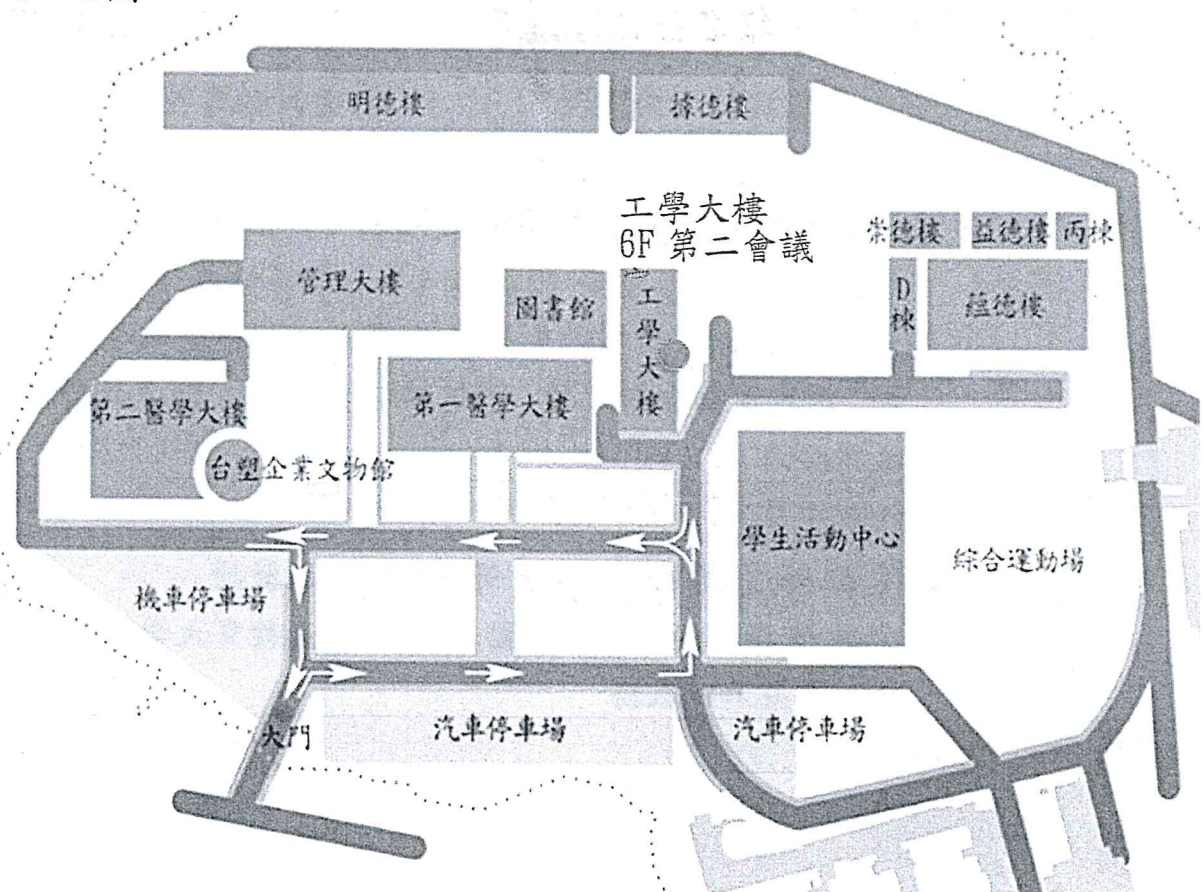 明德樓
據德樓
工學大樓
6F 第二會議
崇德樓
益德樓
丙棟
管理大樓
圖書館
工學大樓
D棟
蘊德樓
第二醫學大樓
第一醫學大樓
台塑企業文物館
學生活動中心
綜合運動場
機車停車場
大門
汽車停車場
汽車停車場